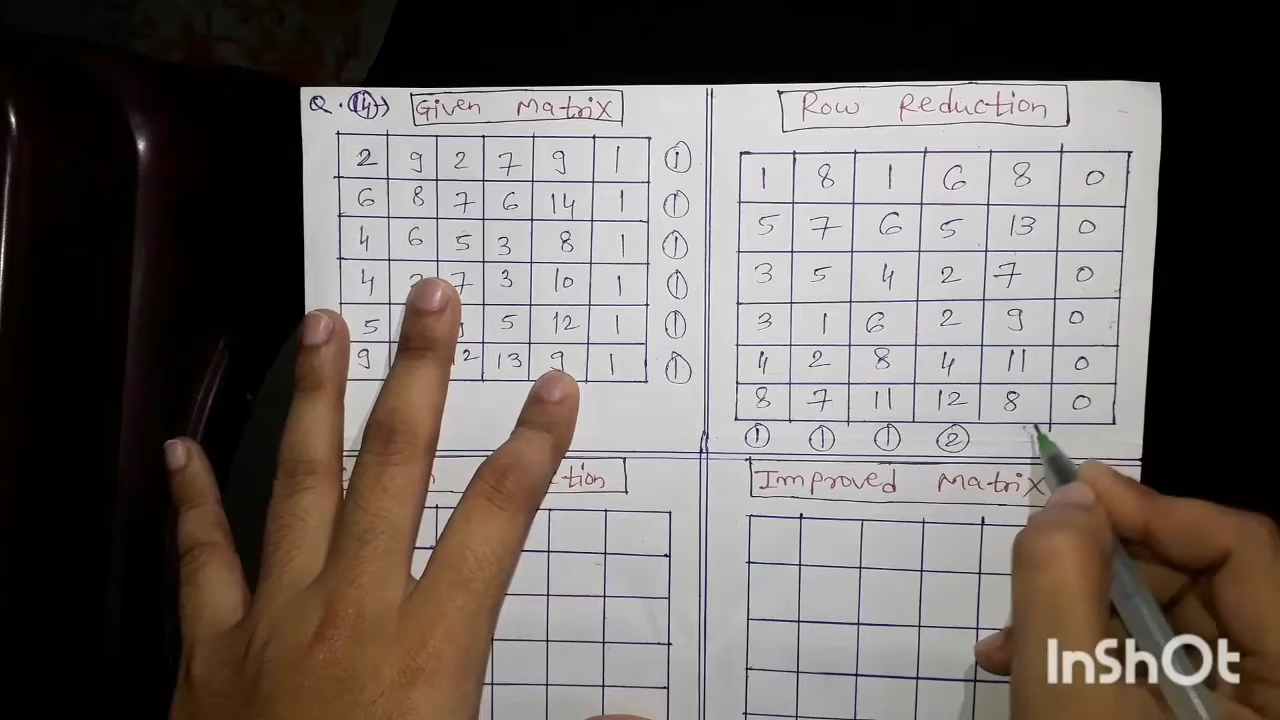 Q. 14→ Given Matrix
2 9 2 7 9 1 1
6 8 7 6 14 1 1
4 6 5 3 8 1 1
4 7 3 10 1 1
5 5 12 1 1
9 12 13 9 1 1
Row Reduction
1 8 1 6 8 0
5 7 6 5 13 0
3 5 4 2 7 0
3 1 6 2 9 0
4 2 8 4 11 0
8 7 11 12 8 0
1 1 1 2
Improved Matrix
InShOt